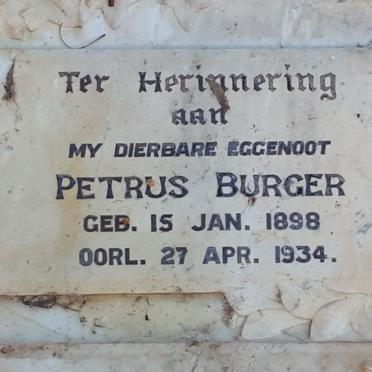 Ter Herinnering
aan
MY DIERBARE EGGENOOT
PETRUS BURGER
GEB. 15 JAN. 1898
OORL. 27 APR. 1934.